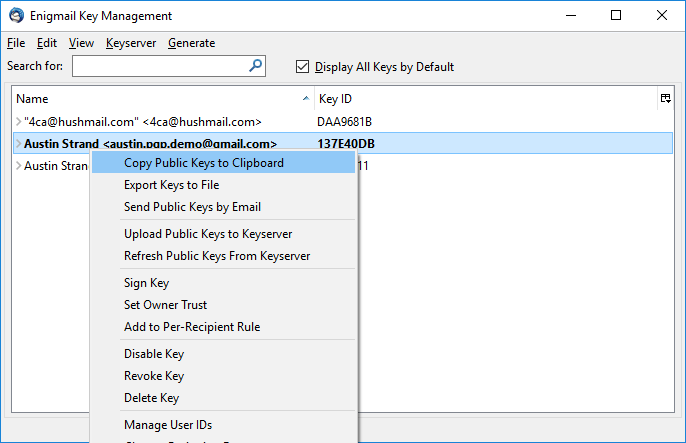 Enigmail Key Management
File Edit View Keyserver Generate
Search for: Display All Keys by Default
Name Key ID
"4ca@hushmail.com" <4ca@hushmail.com> DAA9681B
Austin Strand <austin.pgp.demo@gmail.com> 137E40DB
Austin Stran 11
Copy Public Keys to Clipboard
Export Keys to File
Send Public Keys by Email
Upload Public Keys to Keyserver
Refresh Public Keys From Keyserver
Sign Key
Set Owner Trust
Add to Per-Recipient Rule
Disable Key
Revoke Key
Delete Key
Manage User IDs